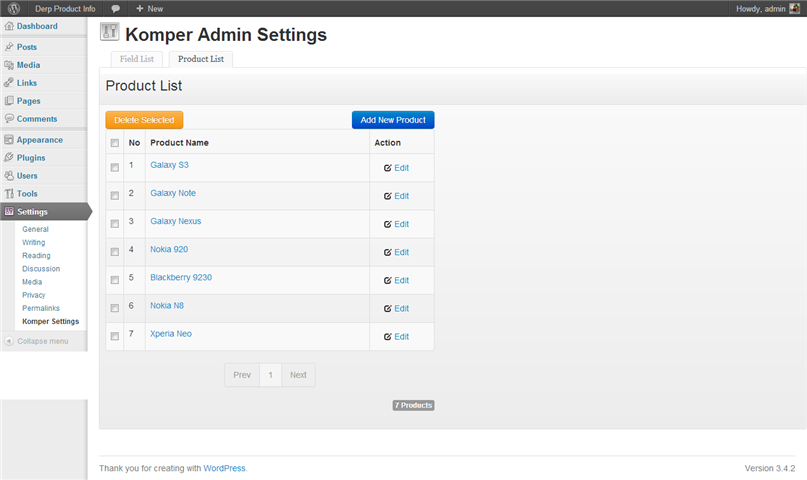 Derp Product Info
New
Howdy, admin
Dashboard
Posts
Media
Links
Pages
Comments
Appearance
Plugins
Users
Tools
Settings
General
Writing
Reading
Discussion
Media
Privacy
Permalinks
Komper Settings
Collapse menu
Komper Admin Settings
Field List
Product List
Product List
Delete Selected
Add New Product
No Product Name Action
1 Galaxy S3 Edit
2 Galaxy Note Edit
3 Galaxy Nexus Edit
4 Nokia 920 Edit
5 Blackberry 9230 Edit
6 Nokia N8 Edit
7 Xperia Neo Edit
Prev 1 Next
7 Products
Thank you for creating with WordPress.
Version 3.4.2